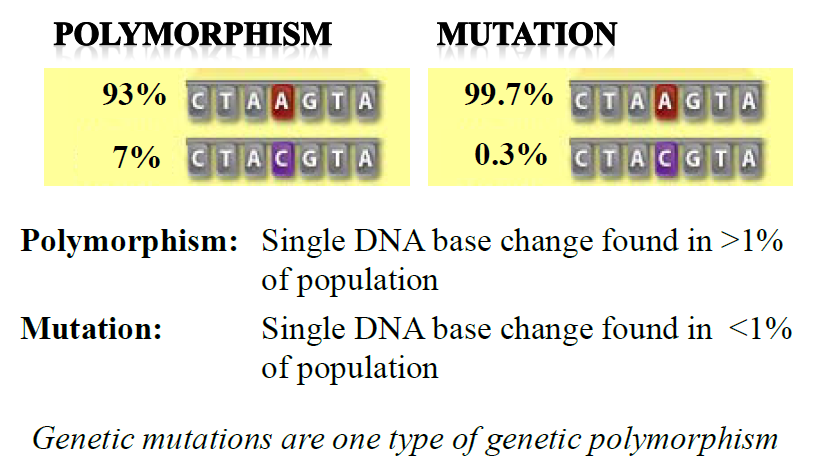 POLYMORPHISM
MUTATION
93% CTAAGTA
7% CTACGTA
99.7% CTAAGTA
0.3% CTACGTA
Polymorphism: Single DNA base change found in >1%
of population
Mutation: Single DNA base change found in <1%
of population
Genetic mutations are one type of genetic polymorphism